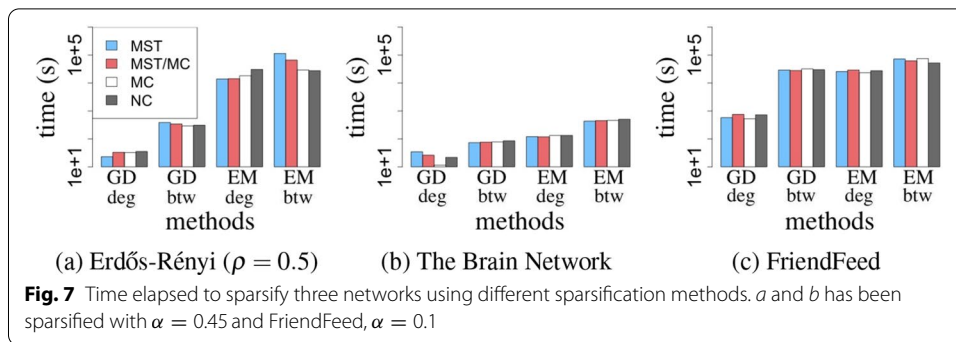 time (s)
1e+5
1e+1
MST
MST/MC
MC
NC
GD deg
GD btw
EM deg
EM btw
methods
(a) Erdős-Rényi (ρ = 0.5)
time (s)
1e+5
1e+1
GD deg
GD btw
EM deg
EM btw
methods
(b) The Brain Network
time (s)
1e+5
1e+1
GD deg
GD btw
EM deg
EM btw
methods
(c) FriendFeed
Fig. 7 Time elapsed to sparsify three networks using different sparsification methods. a and b has been
sparsified with α = 0.45 and FriendFeed, α = 0.1